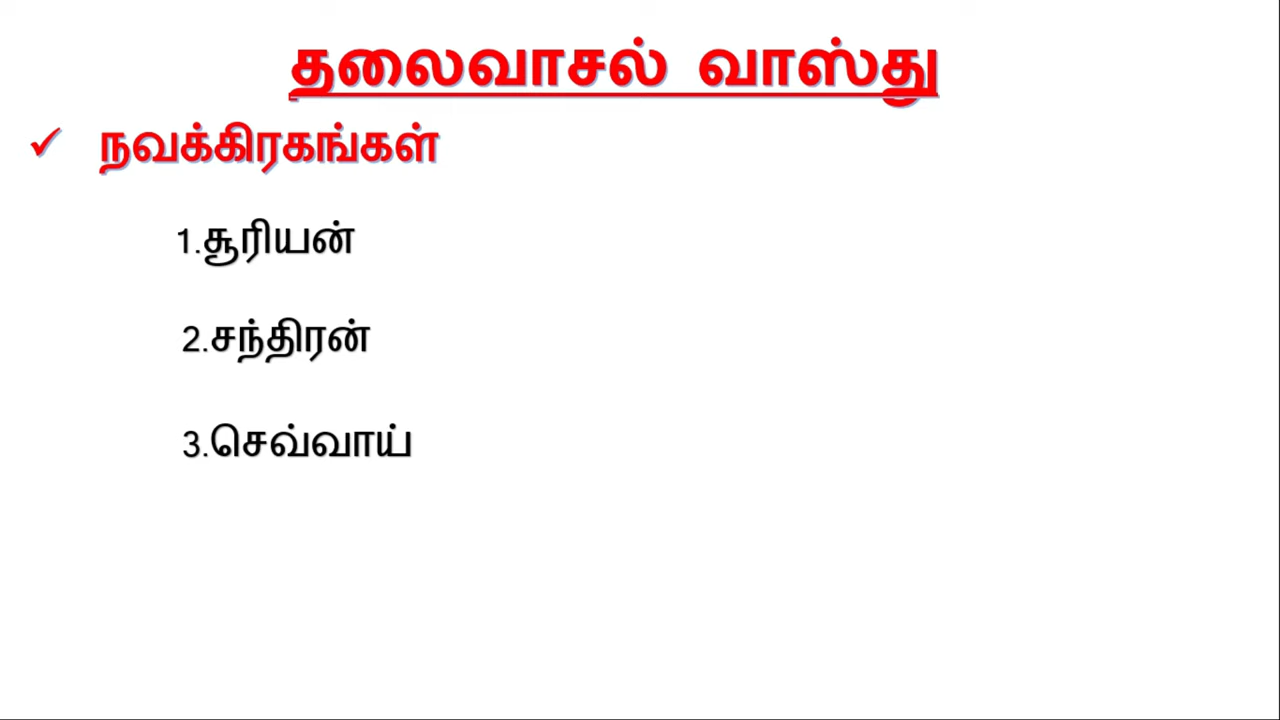 தலைவாசல் வாஸ்து
✓ நவக்கிரகங்கள்
1.சூரியன்
2.சந்திரன்
3.செவ்வாய்